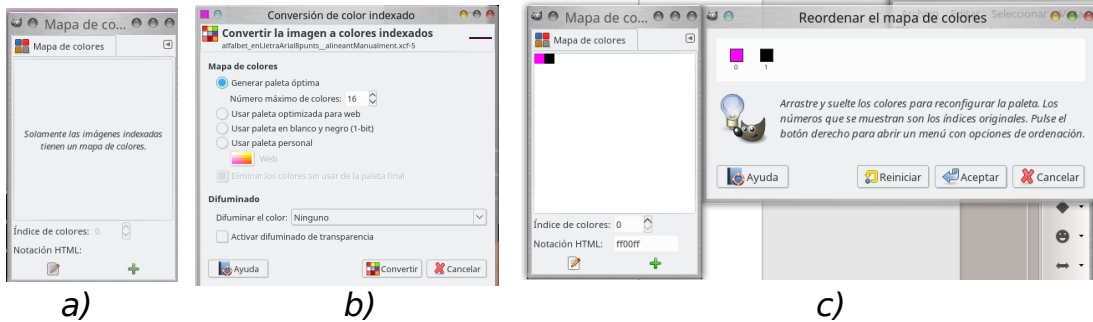 Mapa de co...
Mapa de colores
Solamente las imágenes indexadas
tienen un mapa de colores.
Índice de colores: 0
Notación HTML:
a)
Conversión de color indexado
Convertir la imagen a colores indexados
alfalbet_enLletraArial8punts__alineantManualment.xcf-5
Mapa de colores
Generar paleta óptima
Número máximo de colores: 16
Usar paleta optimizada para web
Usar paleta en blanco y negro (1-bit)
Usar paleta personal
Web
Eliminar los colores sin usar de la paleta final
Difuminado
Difuminar el color: Ninguno
Activar difuminado de transparencia
Ayuda
Convertir
Cancelar
b)
Mapa de co...
Mapa de colores
Índice de colores: 0
Notación HTML: ff00ff
Reordenar el mapa de colores
Seleccionar
0 1
Arrastre y suelte los colores para reconfigurar la paleta. Los
números que se muestran son los índices originales. Pulse el
botón derecho para abrir un menú con opciones de ordenación.
Ayuda
Reiniciar
Aceptar
Cancelar
c)